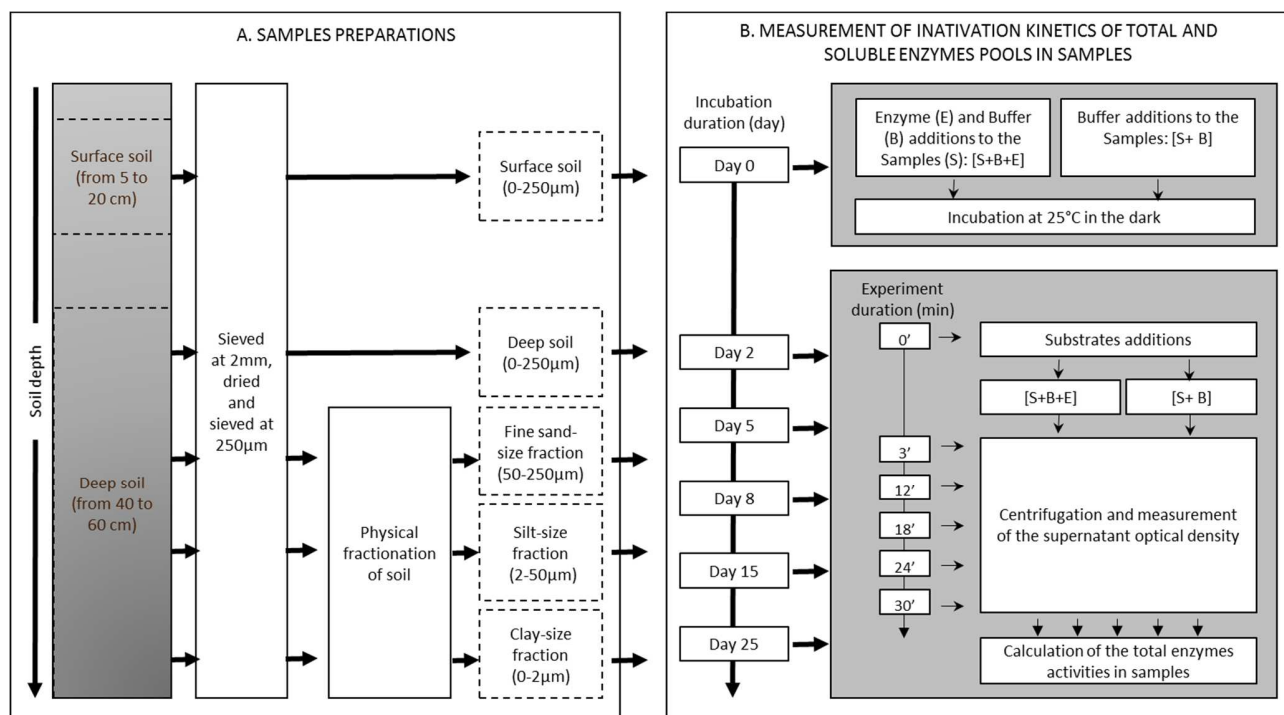 A. SAMPLES PREPARATIONS
Soil depth
Surface soil
(from 5 to
20 cm)
Deep soil
(from 40 to
60 cm)
Sieved
at 2mm,
dried
and
sieved at
250µm
Physical
fractionation
of soil
Surface soil
(0-250µm)
Deep soil
(0-250µm)
Fine sand-
size fraction
(50-250µm)
Silt-size
fraction
(2-50µm)
Clay-size
fraction
(0-2µm)
B. MEASUREMENT OF INATIVATION KINETICS OF TOTAL AND
SOLUBLE ENZYMES POOLS IN SAMPLES
Incubation
duration (day)
Day 0
Day 2
Day 5
Day 8
Day 15
Day 25
Enzyme (E) and Buffer
(B) additions to the
Samples (S): [S+B+E]
Buffer additions to the
Samples: [S+ B]
Incubation at 25°C in the dark
Experiment
duration (min)
0'
3'
12'
18'
24'
30'
Substrates additions
[S+B+E]
[S+ B]
Centrifugation and measurement
of the supernatant optical density
Calculation of the total enzymes
activities in samples